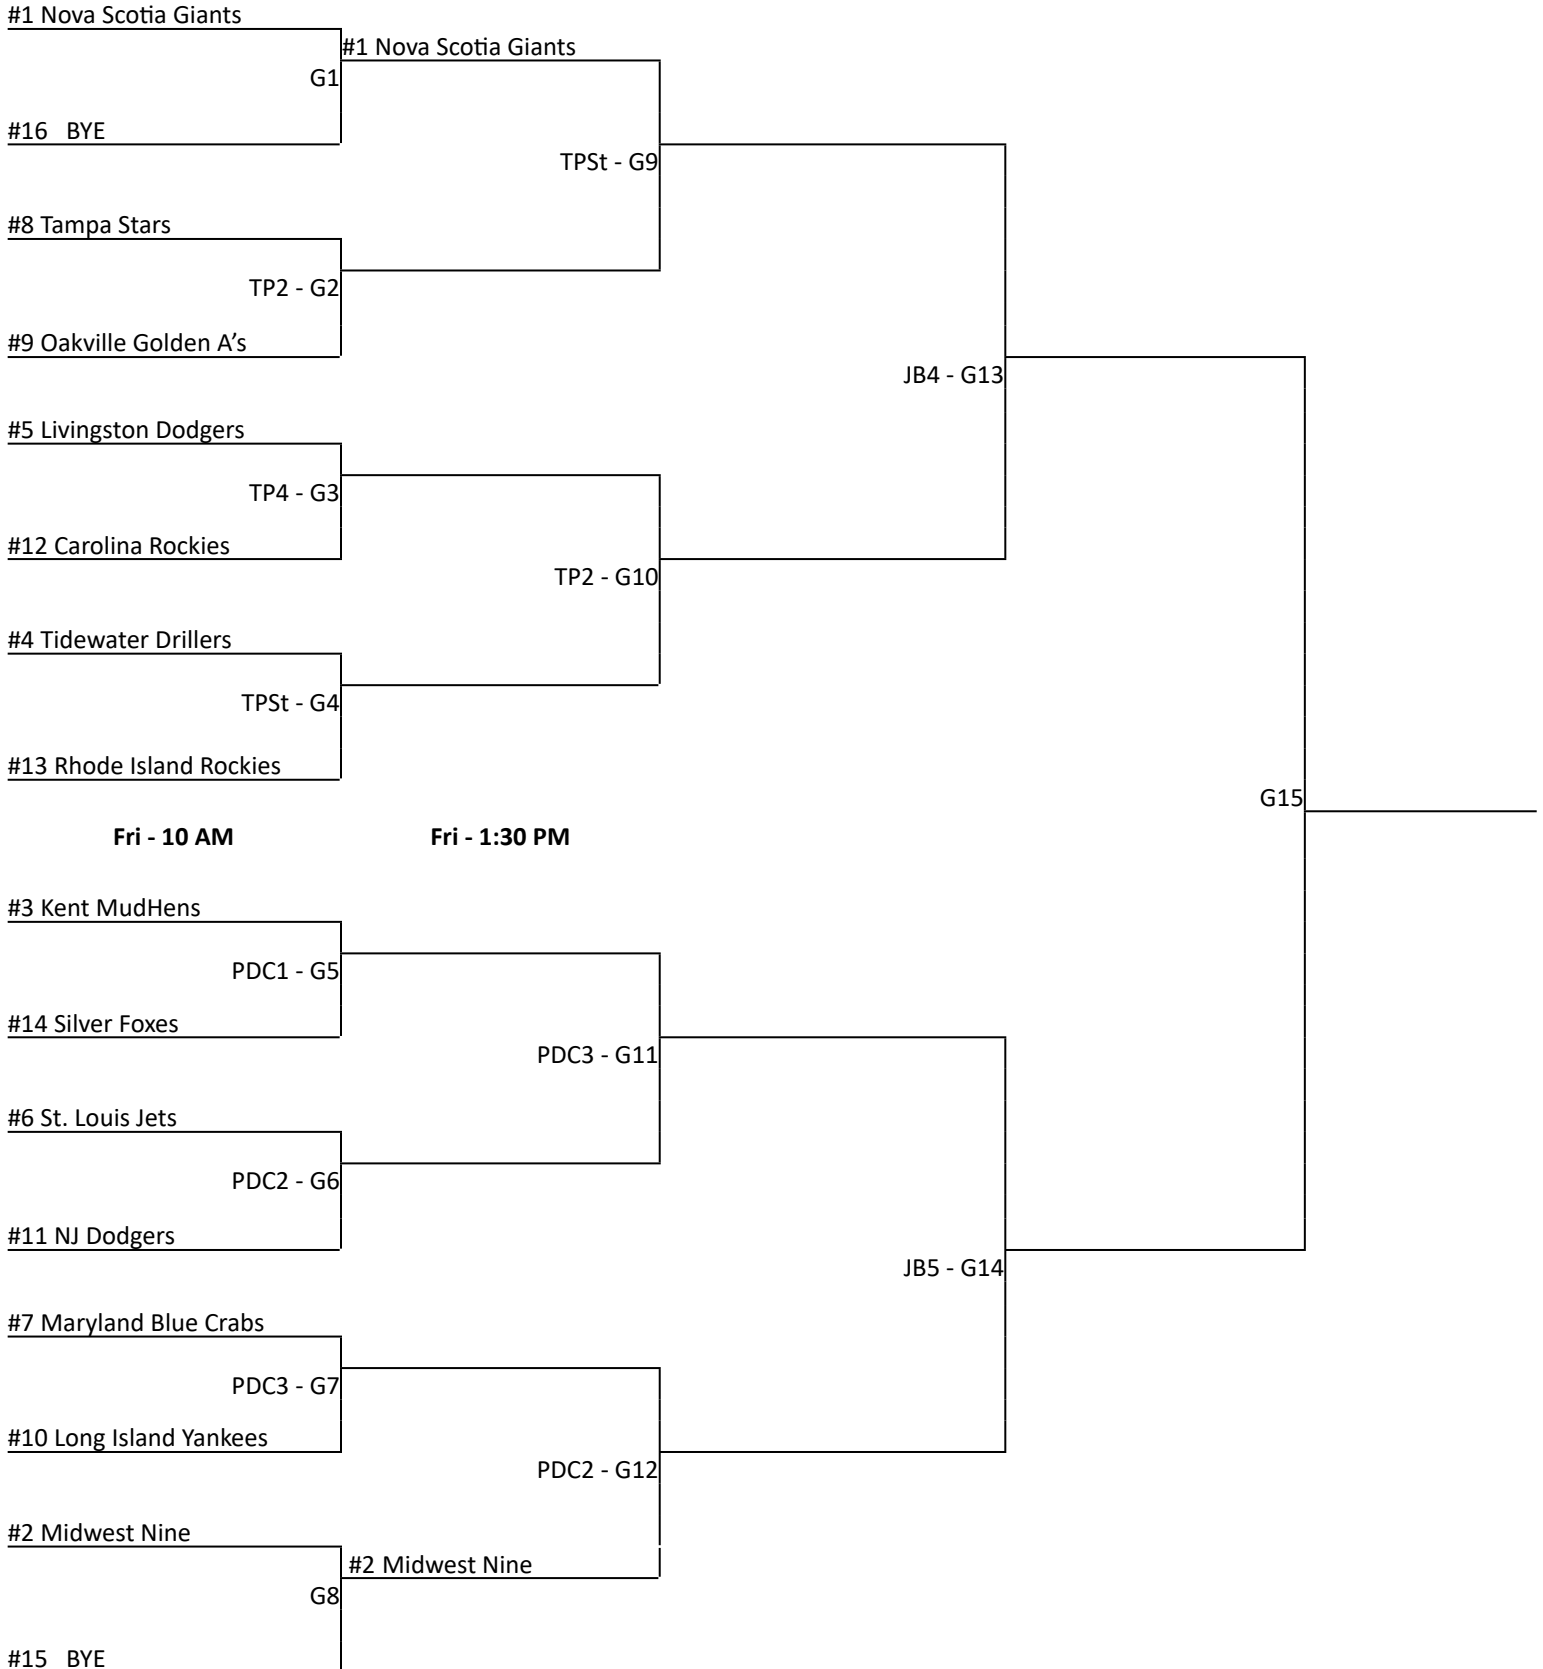 #1 Nova Scotia Giants
#1 Nova Scotia Giants
G1
#16 BYE
TPSt - G9
#8 Tampa Stars
TP2 - G2
#9 Oakville Golden A’s
JB4 - G13
#5 Livingston Dodgers
TP4 - G3
#12 Carolina Rockies
TP2 - G10
#4 Tidewater Drillers
TPSt - G4
#13 Rhode Island Rockies
G15
Fri - 10 AM
Fri - 1:30 PM
#3 Kent MudHens
PDC1 - G5
#14 Silver Foxes
PDC3 - G11
#6 St. Louis Jets
PDC2 - G6
#11 NJ Dodgers
JB5 - G14
#7 Maryland Blue Crabs
PDC3 - G7
#10 Long Island Yankees
PDC2 - G12
#2 Midwest Nine
#2 Midwest Nine
G8
#15 BYE